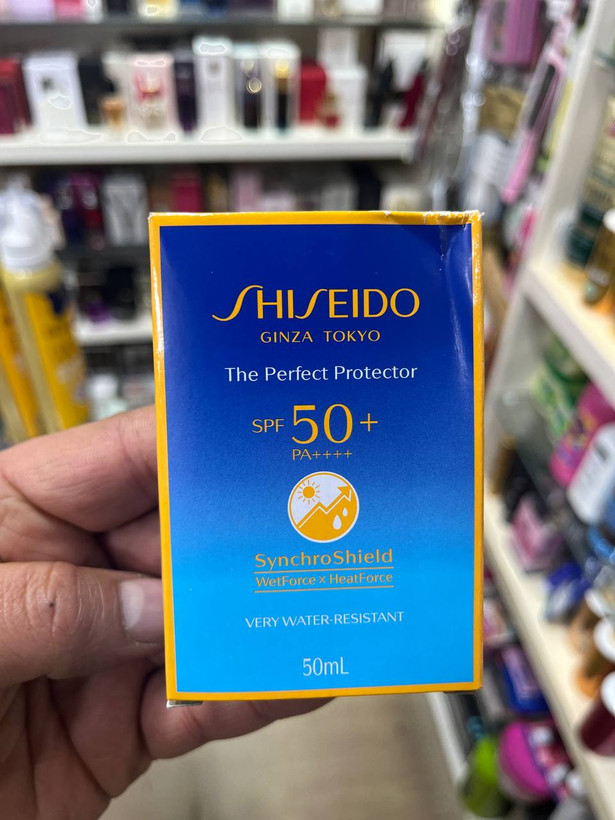 SHISEIDO
GINZA TOKYO
The Perfect Protector
SPF 50+
PA++++
SynchroShield
WetForce x HeatForce
VERY WATER-RESISTANT
50mL